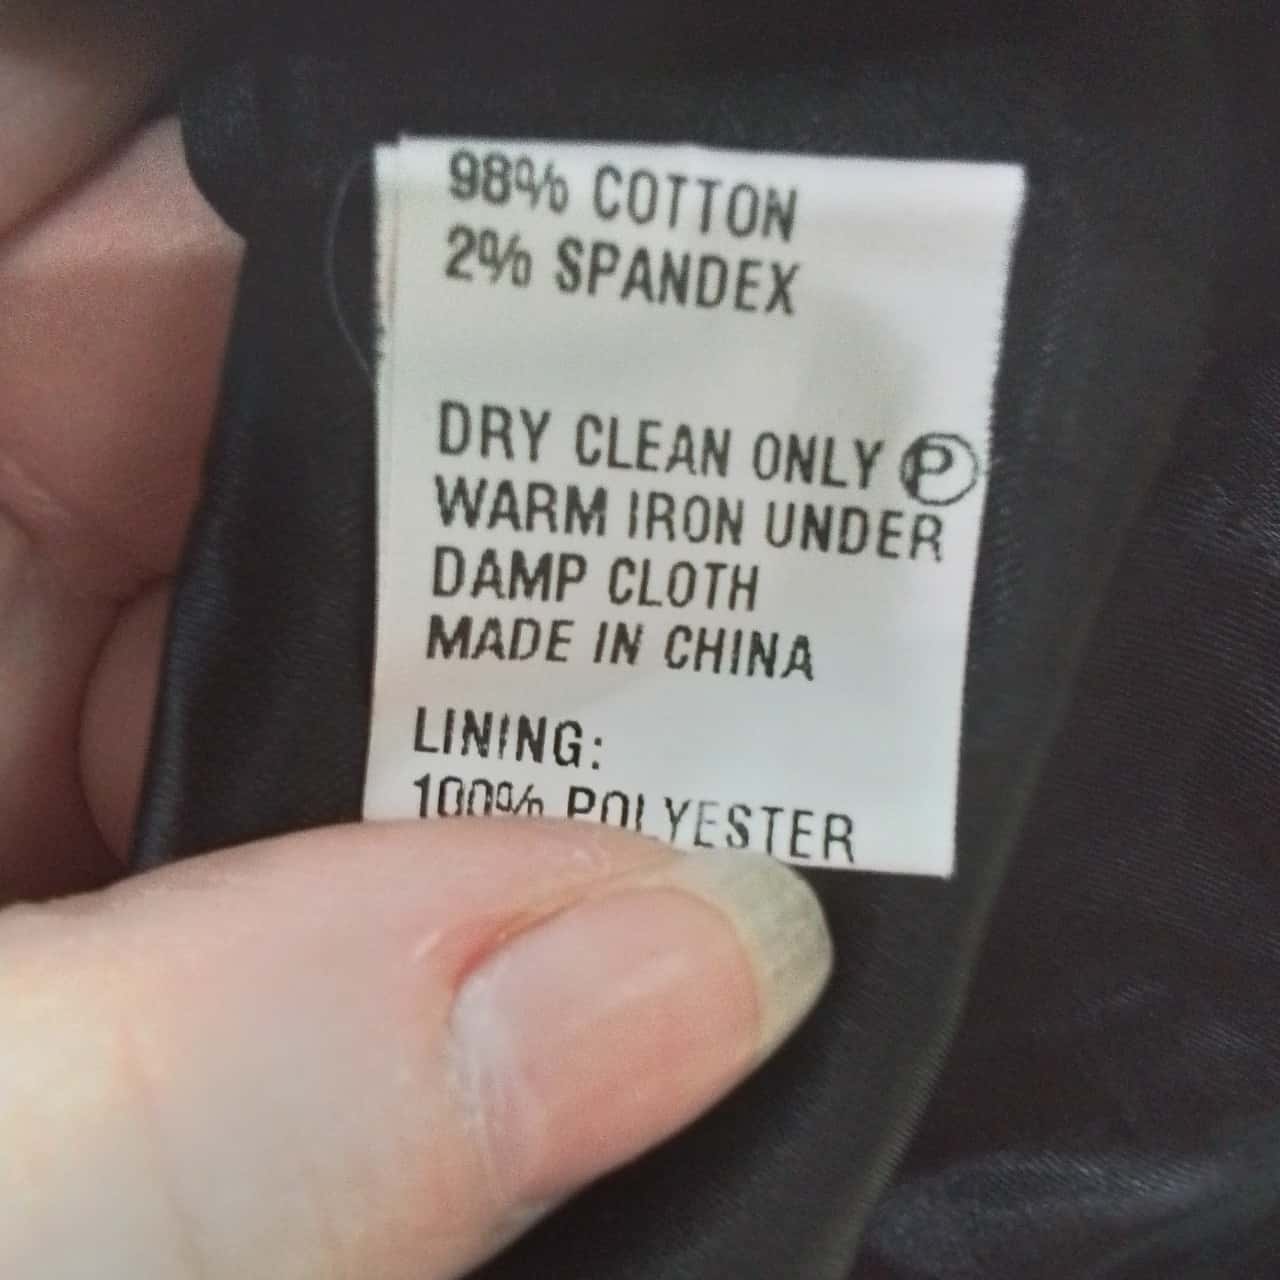 98% COTTON
2% SPANDEX
DRY CLEAN ONLY Ⓟ
WARM IRON UNDER
DAMP CLOTH
MADE IN CHINA
LINING:
100% POLYESTER